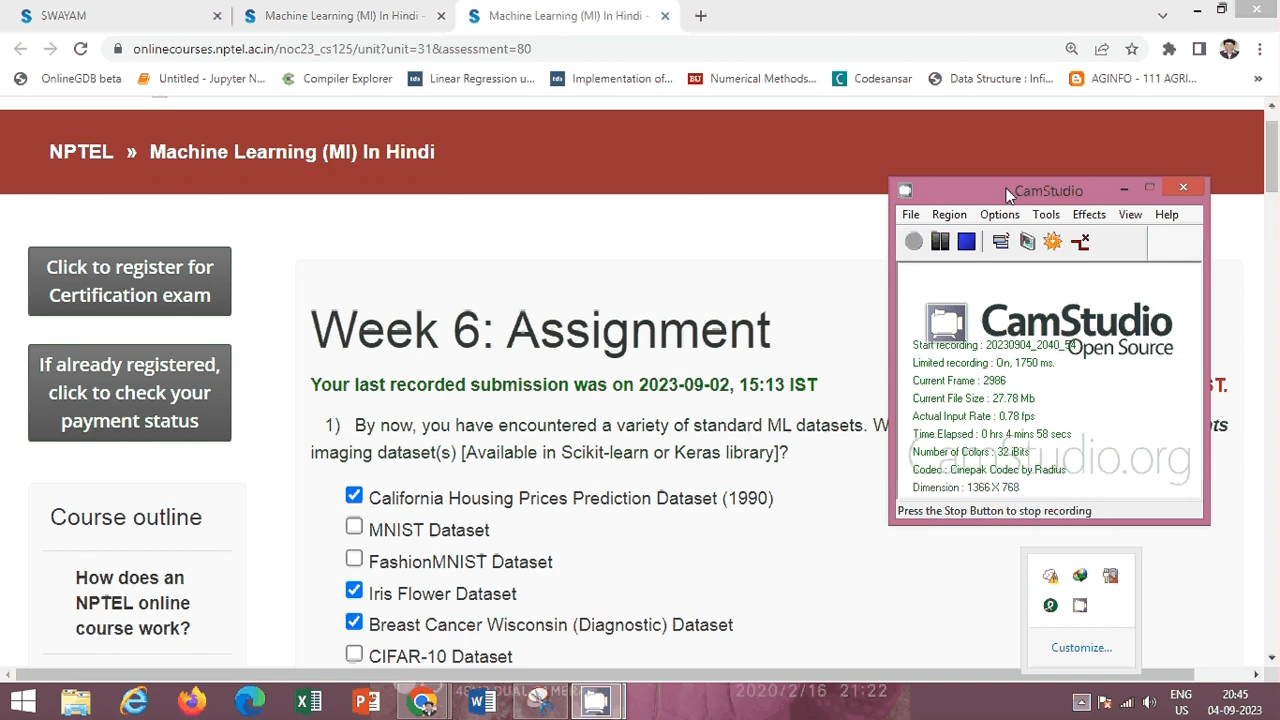 SWAYAM
Machine Learning (Ml) In Hindi -
Machine Learning (Ml) In Hindi -
onlinecourses.nptel.ac.in/noc23_cs125/unit?unit=31&assessment=80
OnlineGDB beta
Untitled - Jupyter N...
Compiler Explorer
Linear Regression u...
Implementation of...
Numerical Methods...
Codesansar
Data Structure : Infi...
AGINFO - 111 AGRI...
NPTEL » Machine Learning (Ml) In Hindi
CamStudio
File Region Options Tools Effects View Help
CamStudio
Open Source
Start recording : 20230904_2040_54
Limited recording : On, 1750 ms.
Current Frame : 2986
Current File Size : 27.78 Mb
Actual Input Rate : 0.78 fps
Time Elapsed : 0 hrs 4 mins 58 secs
Number of Colors : 32 iBits
Codec : Cinepak Codec by Radius
Dimension : 1366 X 768
CamStudio.org
Press the Stop Button to stop recording
Click to register for
Certification exam
If already registered,
click to check your
payment status
Course outline
How does an
NPTEL online
course work?
Week 6: Assignment
Your last recorded submission was on 2023-09-02, 15:13 IST
ST.
1) By now, you have encountered a variety of standard ML datasets.
imaging dataset(s) [Available in Scikit-learn or Keras library]?
California Housing Prices Prediction Dataset (1990)
MNIST Dataset
FashionMNIST Dataset
Iris Flower Dataset
Breast Cancer Wisconsin (Diagnostic) Dataset
CIFAR-10 Dataset
Customize...
2020/2/16 21:22
ENG
US
20:45
04-09-2023